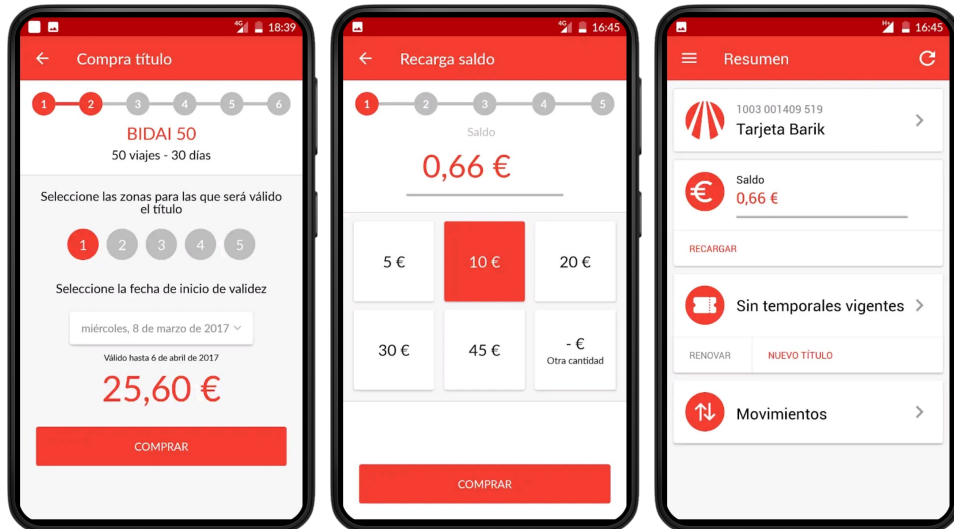 4G 18:39
Compra título
1 2 3 4 5 6
BIDAI 50
50 viajes - 30 días
Seleccione las zonas para las que será válido
el título
1 2 3 4 5
Seleccione la fecha de inicio de validez
miércoles, 8 de marzo de 2017
Válido hasta 6 de abril de 2017
25,60 €
COMPRAR
4G 16:45
Recarga saldo
1 2 3 4 5
Saldo
0,66 €
5 € 10 € 20 €
30 € 45 € - €
Otra cantidad
COMPRAR
H+ 16:45
Resumen
1003 001409 519
Tarjeta Barik
€
Saldo
0,66 €
RECARGAR
Sin temporales vigentes
RENOVAR NUEVO TÍTULO
Movimientos